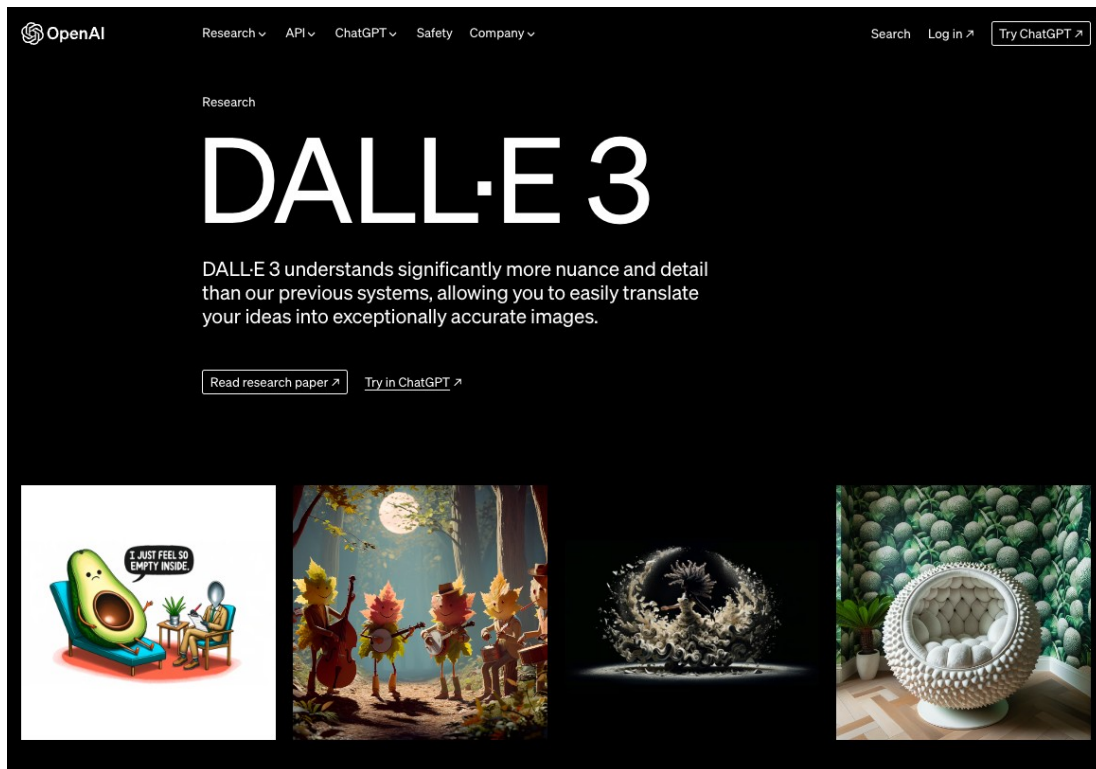 OpenAI
Research API ChatGPT Safety Company
Search Log in ↗ Try ChatGPT ↗
Research
DALL·E 3
DALL·E 3 understands significantly more nuance and detail
than our previous systems, allowing you to easily translate
your ideas into exceptionally accurate images.
Read research paper ↗ Try in ChatGPT ↗
I JUST FEEL SO
EMPTY INSIDE.